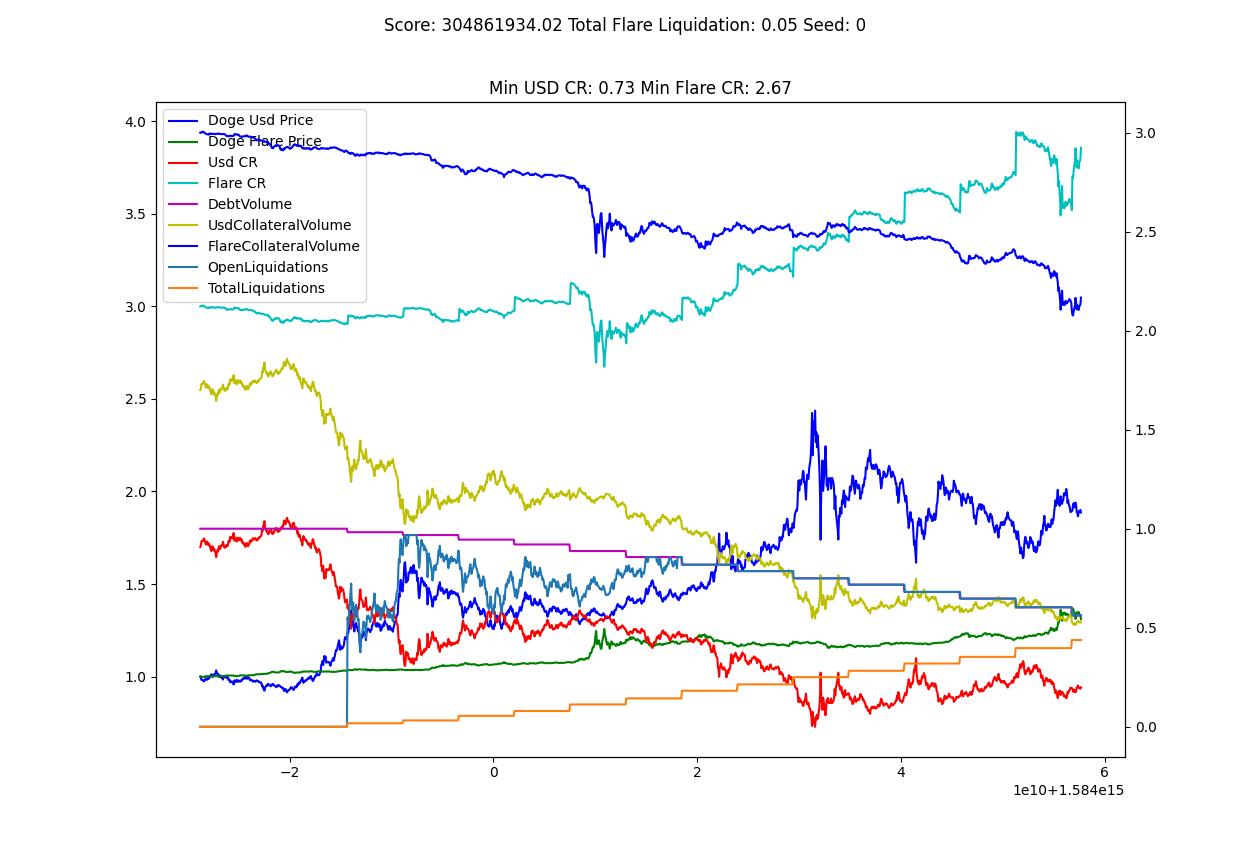 Score: 304861934.02 Total Flare Liquidation: 0.05 Seed: 0
Min USD CR: 0.73 Min Flare CR: 2.67
Doge Usd Price
Doge Flare Price
Usd CR
Flare CR
DebtVolume
UsdCollateralVolume
FlareCollateralVolume
OpenLiquidations
TotalLiquidations
4.0
3.5
3.0
2.5
2.0
1.5
1.0
3.0
2.5
2.0
1.5
1.0
0.5
0.0
−2
0
2
4
6
1e10+1.584e15